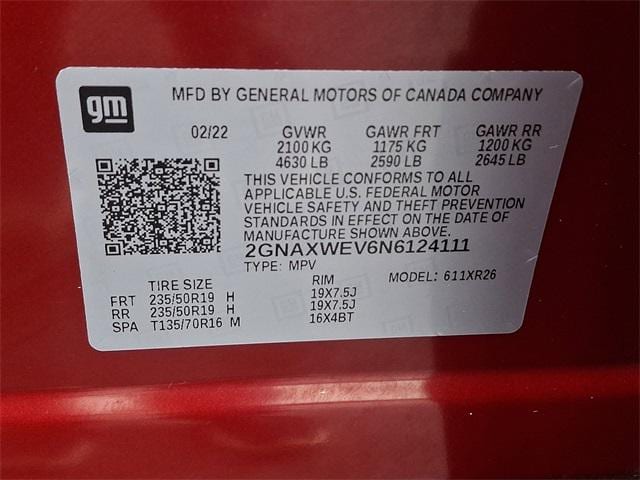 gm
MFD BY GENERAL MOTORS OF CANADA COMPANY
02/22 GVWR GAWR FRT GAWR RR
2100 KG 1175 KG 1200 KG
4630 LB 2590 LB 2645 LB
THIS VEHICLE CONFORMS TO ALL
APPLICABLE U.S. FEDERAL MOTOR
VEHICLE SAFETY AND THEFT PREVENTION
STANDARDS IN EFFECT ON THE DATE OF
MANUFACTURE SHOWN ABOVE.
2GNAXWEV6N6124111
TYPE: MPV MODEL: 611XR26
TIRE SIZE RIM
FRT 235/50R19 H 19X7.5J
RR 235/50R19 H 19X7.5J
SPA T135/70R16 M 16X4BT